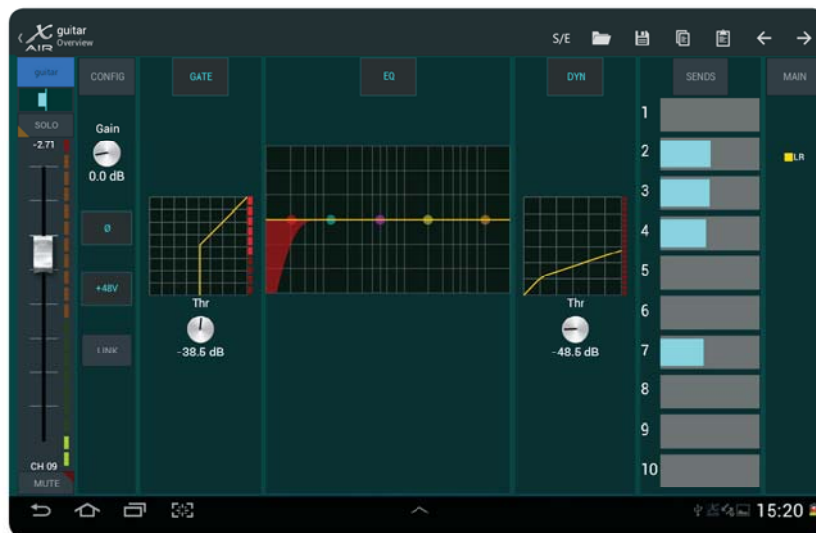 X AIR
guitar
Overview
S/E
guitar
CONFIG
GATE
EQ
DYN
SENDS
MAIN
SOLO
-2.71
Gain
0.0 dB
Ø
+48V
LINK
Thr
-38.5 dB
Thr
-48.5 dB
1
2
3
4
5
6
7
8
9
10
LR
CH 09
MUTE
15:20